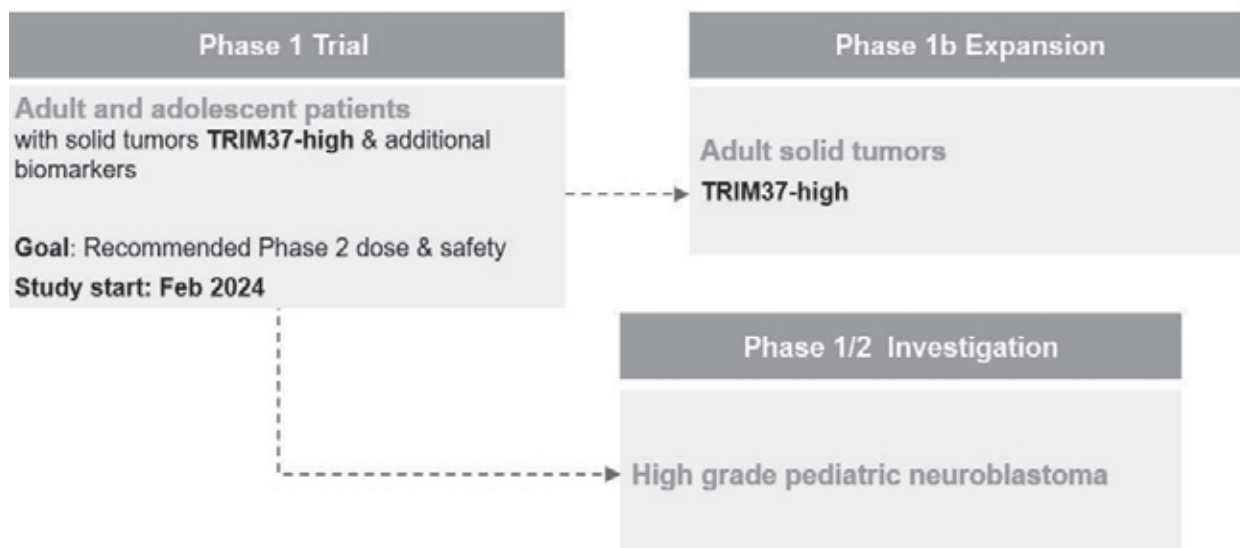 Phase 1 Trial
Adult and adolescent patients
with solid tumors TRIM37-high & additional
biomarkers
Goal: Recommended Phase 2 dose & safety
Study start: Feb 2024
Phase 1b Expansion
Adult solid tumors
TRIM37-high
Phase 1/2 Investigation
High grade pediatric neuroblastoma